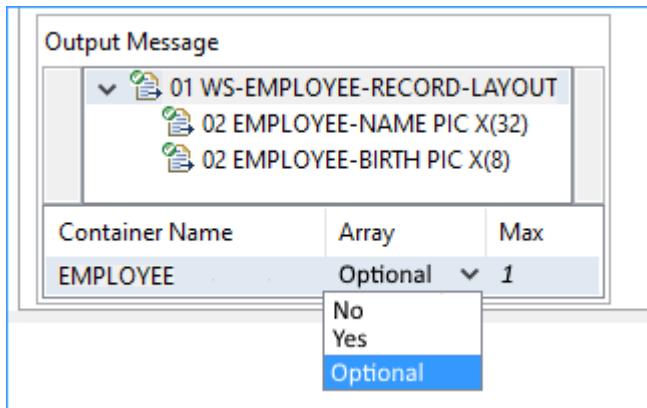 Output Message
01 WS-EMPLOYEE-RECORD-LAYOUT
02 EMPLOYEE-NAME PIC X(32)
02 EMPLOYEE-BIRTH PIC X(8)
Container Name Array Max
EMPLOYEE Optional 1
No
Yes
Optional